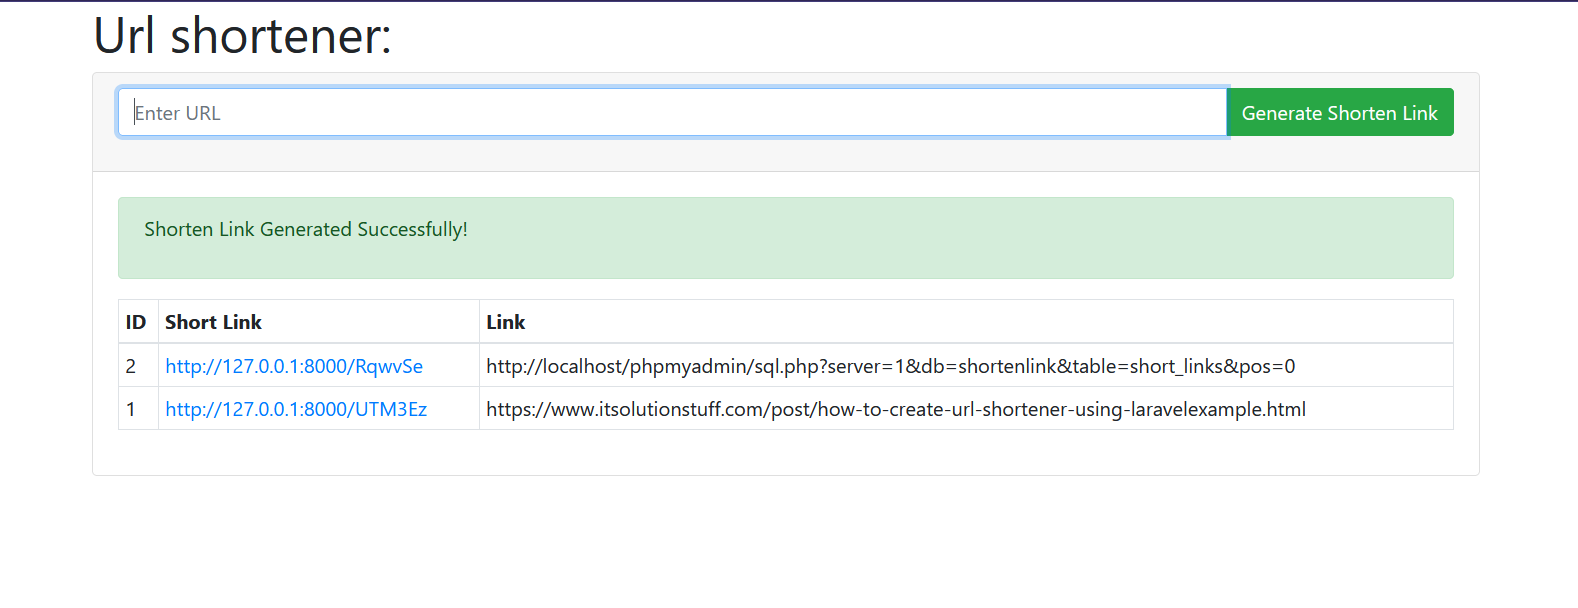 Url shortener:
Enter URL Generate Shorten Link
Shorten Link Generated Successfully!
ID Short Link Link
2 http://127.0.0.1:8000/RqwvSe http://localhost/phpmyadmin/sql.php?server=1&db=shortenlink&table=short_links&pos=0
1 http://127.0.0.1:8000/UTM3Ez https://www.itsolutionstuff.com/post/how-to-create-url-shortener-using-laravelexample.html